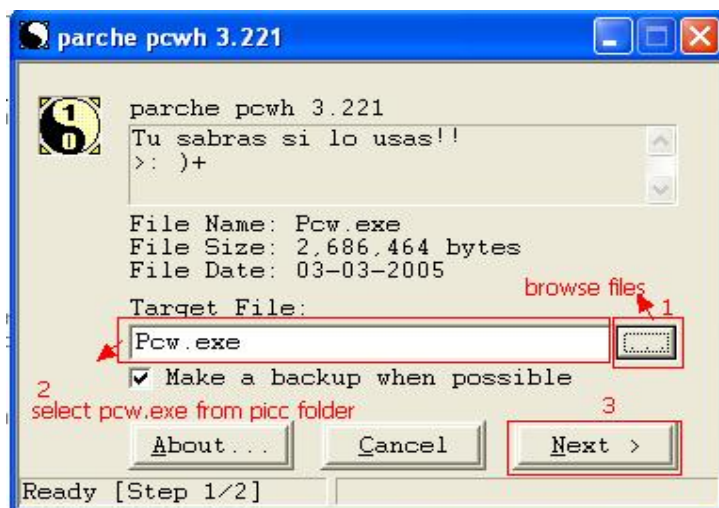 parche pcwh 3.221
1
0
parche pcwh 3.221
Tu sabras si lo usas!!
>: )+
File Name: Pcw.exe
File Size: 2,686,464 bytes
File Date: 03-03-2005
browse files
1
Target File:
Pcw.exe
...
Make a backup when possible
2
select pcw.exe from picc folder
3
About...
Cancel
Next >
Ready [Step 1/2]